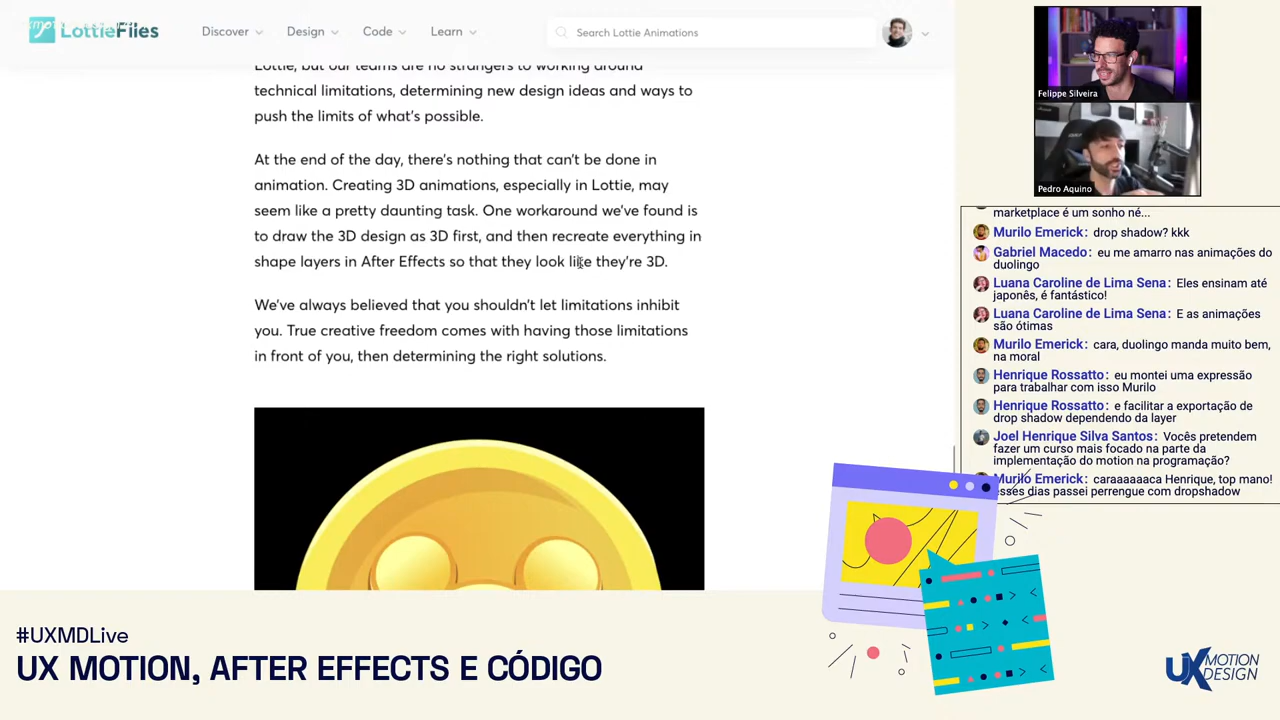 LottieFiles
Discover
Design
Code
Learn
Search Lottie Animations
Lottie, but our teams are no strangers to working around
technical limitations, determining new design ideas and ways to
push the limits of what's possible.
At the end of the day, there's nothing that can't be done in
animation. Creating 3D animations, especially in Lottie, may
seem like a pretty daunting task. One workaround we've found is
to draw the 3D design as 3D first, and then recreate everything in
shape layers in After Effects so that they look like they're 3D.
We've always believed that you shouldn't let limitations inhibit
you. True creative freedom comes with having those limitations
in front of you, then determining the right solutions.
Felippe Silveira
Pedro Aquino
marketplace é um sonho né...
Murilo Emerick: drop shadow? kkk
Gabriel Macedo: eu me amarro nas animações do
duolingo
Luana Caroline de Lima Sena: Eles ensinam até
japonês, é fantástico!
Luana Caroline de Lima Sena: E as animações
são ótimas
Murilo Emerick: cara, duolingo manda muito bem,
na moral
Henrique Rossatto: eu montei uma expressão
para trabalhar com isso Murilo
Henrique Rossatto: e facilitar a exportação de
drop shadow dependendo da layer
Joel Henrique Silva Santos: Vocês pretendem
fazer um curso mais focado na parte da
implementação do motion na programação?
Murilo Emerick: caraaaaaaca Henrique, top mano!
esses dias passei perrengue com dropshadow
#UXMDLive
UX MOTION, AFTER EFFECTS E CÓDIGO
UX MOTION
DESIGN